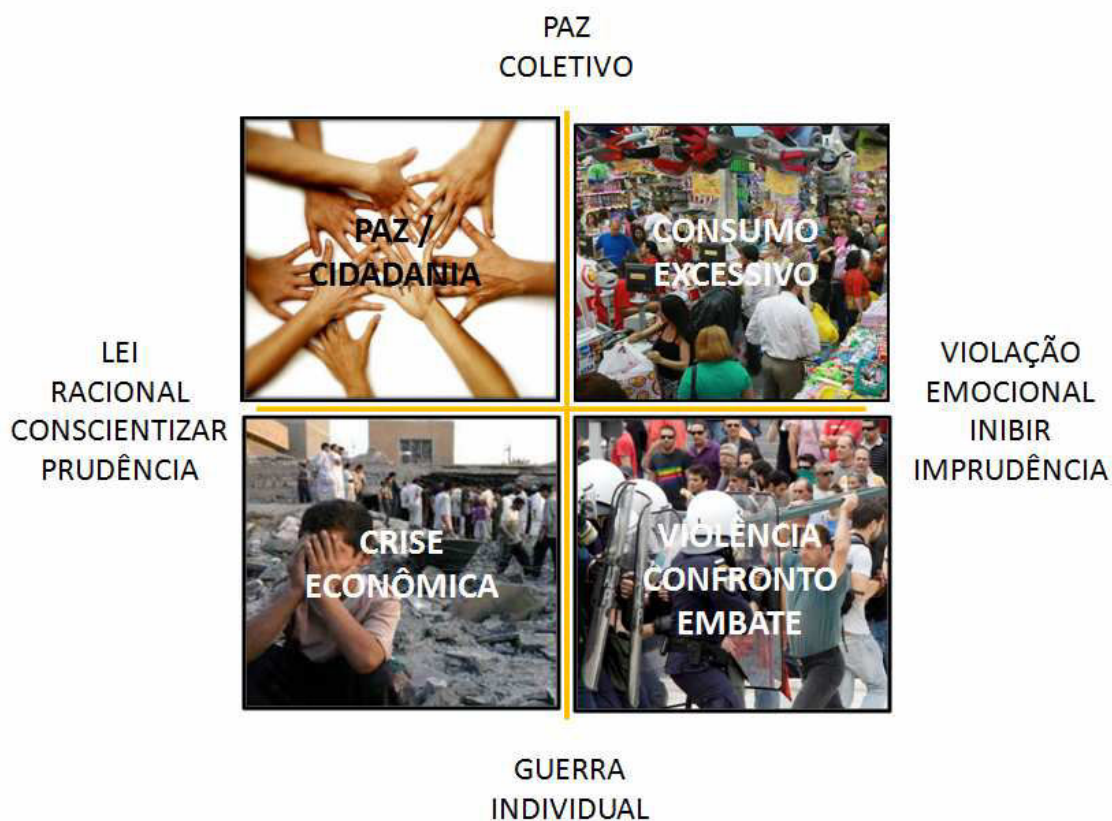 PAZ
COLETIVO
PAZ /
CIDADANIA
CONSUMO
EXCESSIVO
LEI
RACIONAL
CONSCIENTIZAR
PRUDÊNCIA
VIOLAÇÃO
EMOCIONAL
INIBIR
IMPRUDÊNCIA
CRISE
ECONÔMICA
VIOLÊNCIA
CONFRONTO
EMBATE
GUERRA
INDIVIDUAL